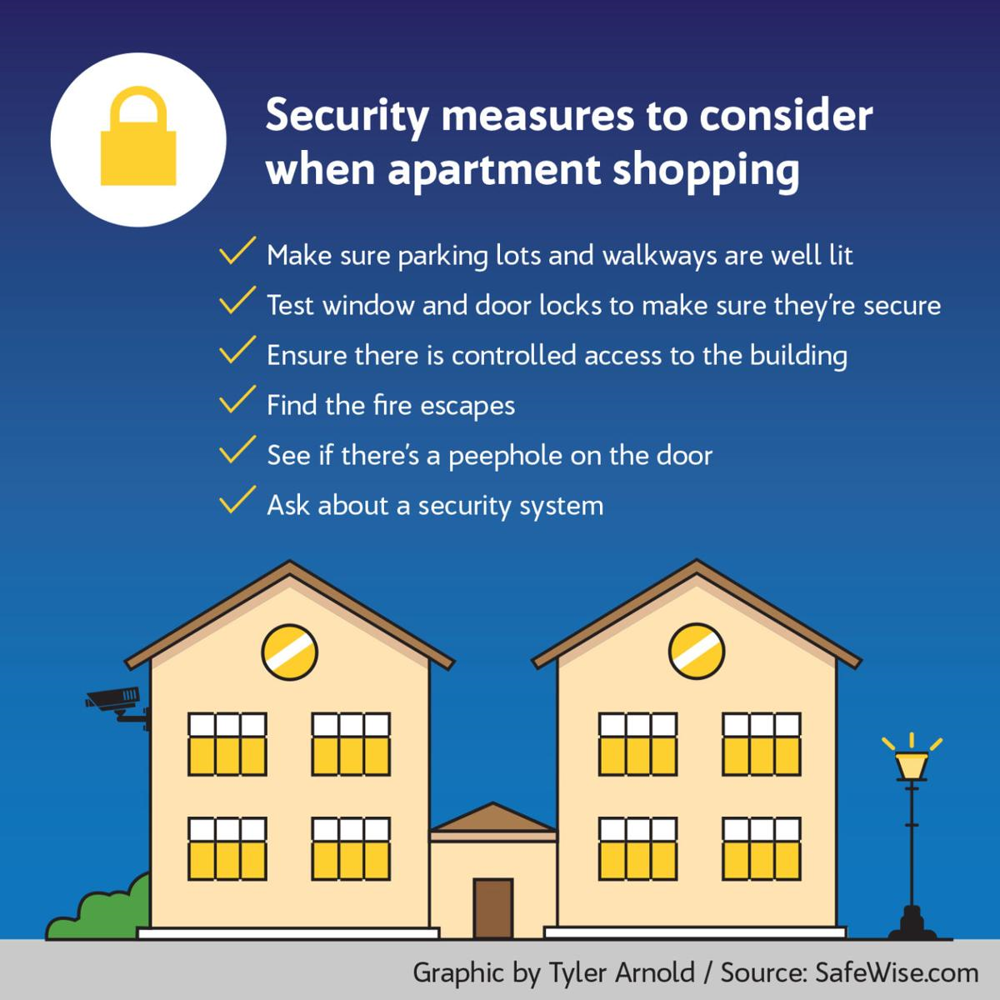 Security measures to consider
when apartment shopping
Make sure parking lots and walkways are well lit
Test window and door locks to make sure they're secure
Ensure there is controlled access to the building
Find the fire escapes
See if there's a peephole on the door
Ask about a security system
Graphic by Tyler Arnold / Source: SafeWise.com